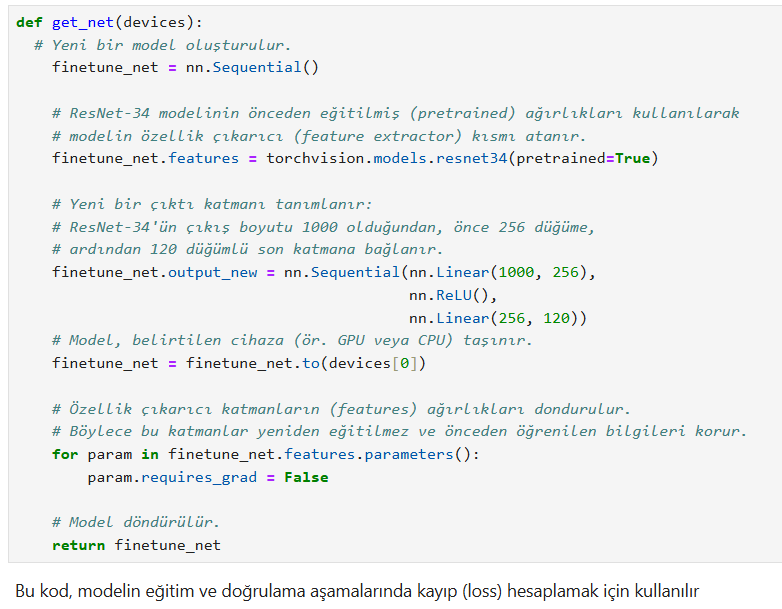 def get_net(devices):
  # Yeni bir model oluşturulur.
    finetune_net = nn.Sequential()

    # ResNet-34 modelinin önceden eğitilmiş (pretrained) ağırlıkları kullanılarak
    # modelin özellik çıkarıcı (feature extractor) kısmı atanır.
    finetune_net.features = torchvision.models.resnet34(pretrained=True)

    # Yeni bir çıktı katmanı tanımlanır:
    # ResNet-34'ün çıkış boyutu 1000 olduğundan, önce 256 düğüme,
    # ardından 120 düğümlü son katmana bağlanır.
    finetune_net.output_new = nn.Sequential(nn.Linear(1000, 256),
                                            nn.ReLU(),
                                            nn.Linear(256, 120))
    # Model, belirtilen cihaza (ör. GPU veya CPU) taşınır.
    finetune_net = finetune_net.to(devices[0])

    # Özellik çıkarıcı katmanların (features) ağırlıkları dondurulur.
    # Böylece bu katmanlar yeniden eğitilmez ve önceden öğrenilen bilgileri korur.
    for param in finetune_net.features.parameters():
        param.requires_grad = False

    # Model döndürülür.
    return finetune_net

Bu kod, modelin eğitim ve doğrulama aşamalarında kayıp (loss) hesaplamak için kullanılır